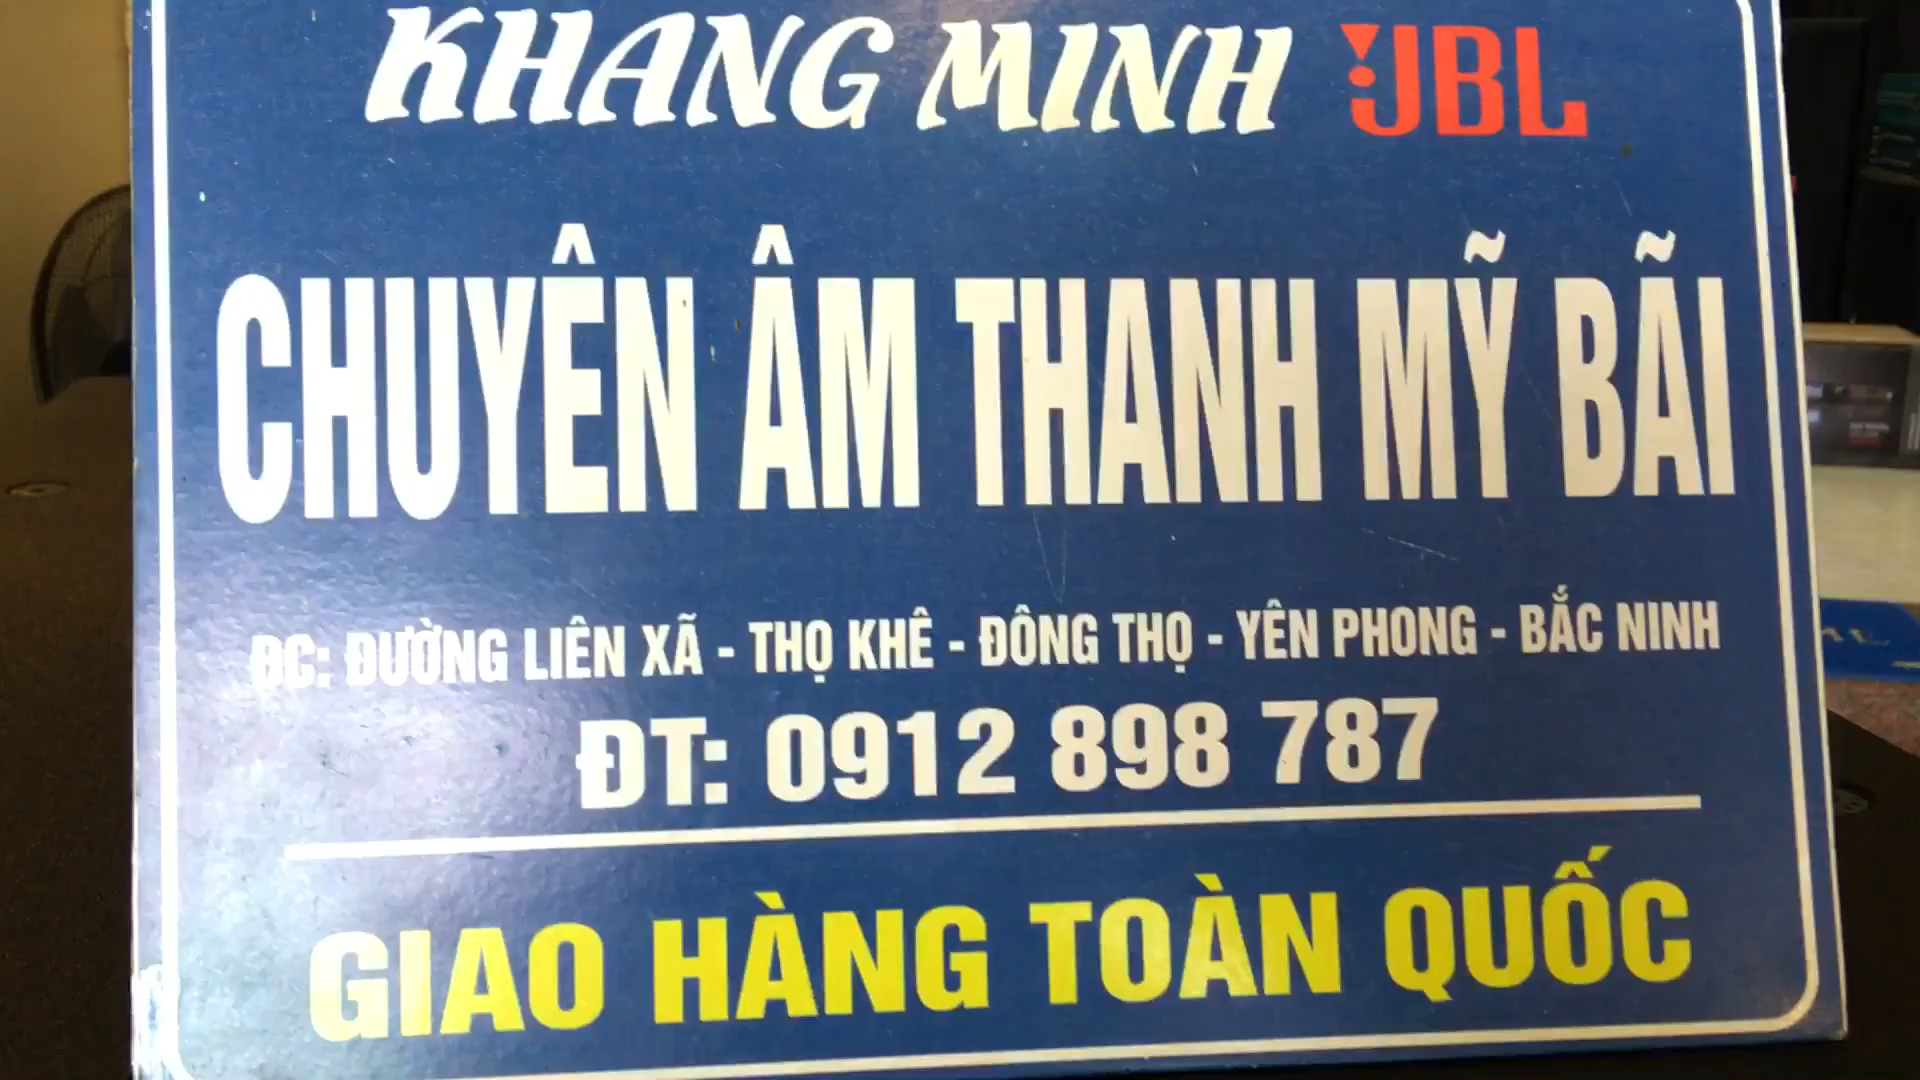 KHANG MINH JBL
CHUYÊN ÂM THANH MỸ BÃI
ĐC: ĐƯỜNG LIÊN XÃ - THỌ KHÊ - ĐÔNG THỌ - YÊN PHONG - BẮC NINH
ĐT: 0912 898 787
GIAO HÀNG TOÀN QUỐC